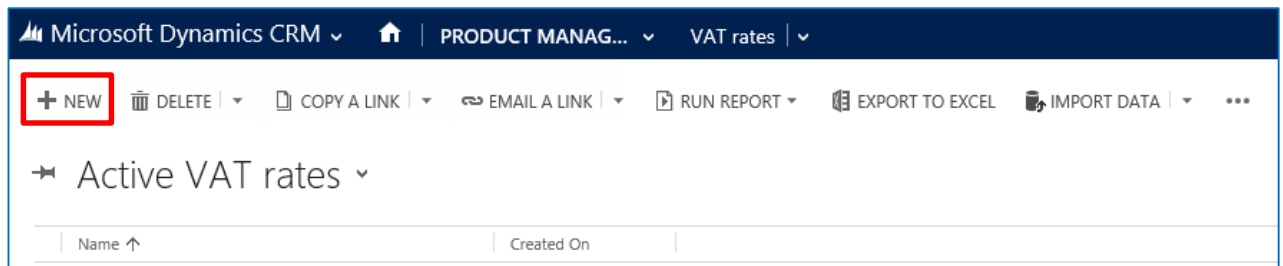 Microsoft Dynamics CRM PRODUCT MANAG... VAT rates
NEW DELETE COPY A LINK EMAIL A LINK RUN REPORT EXPORT TO EXCEL IMPORT DATA •••
Active VAT rates
Name ↑ Created On